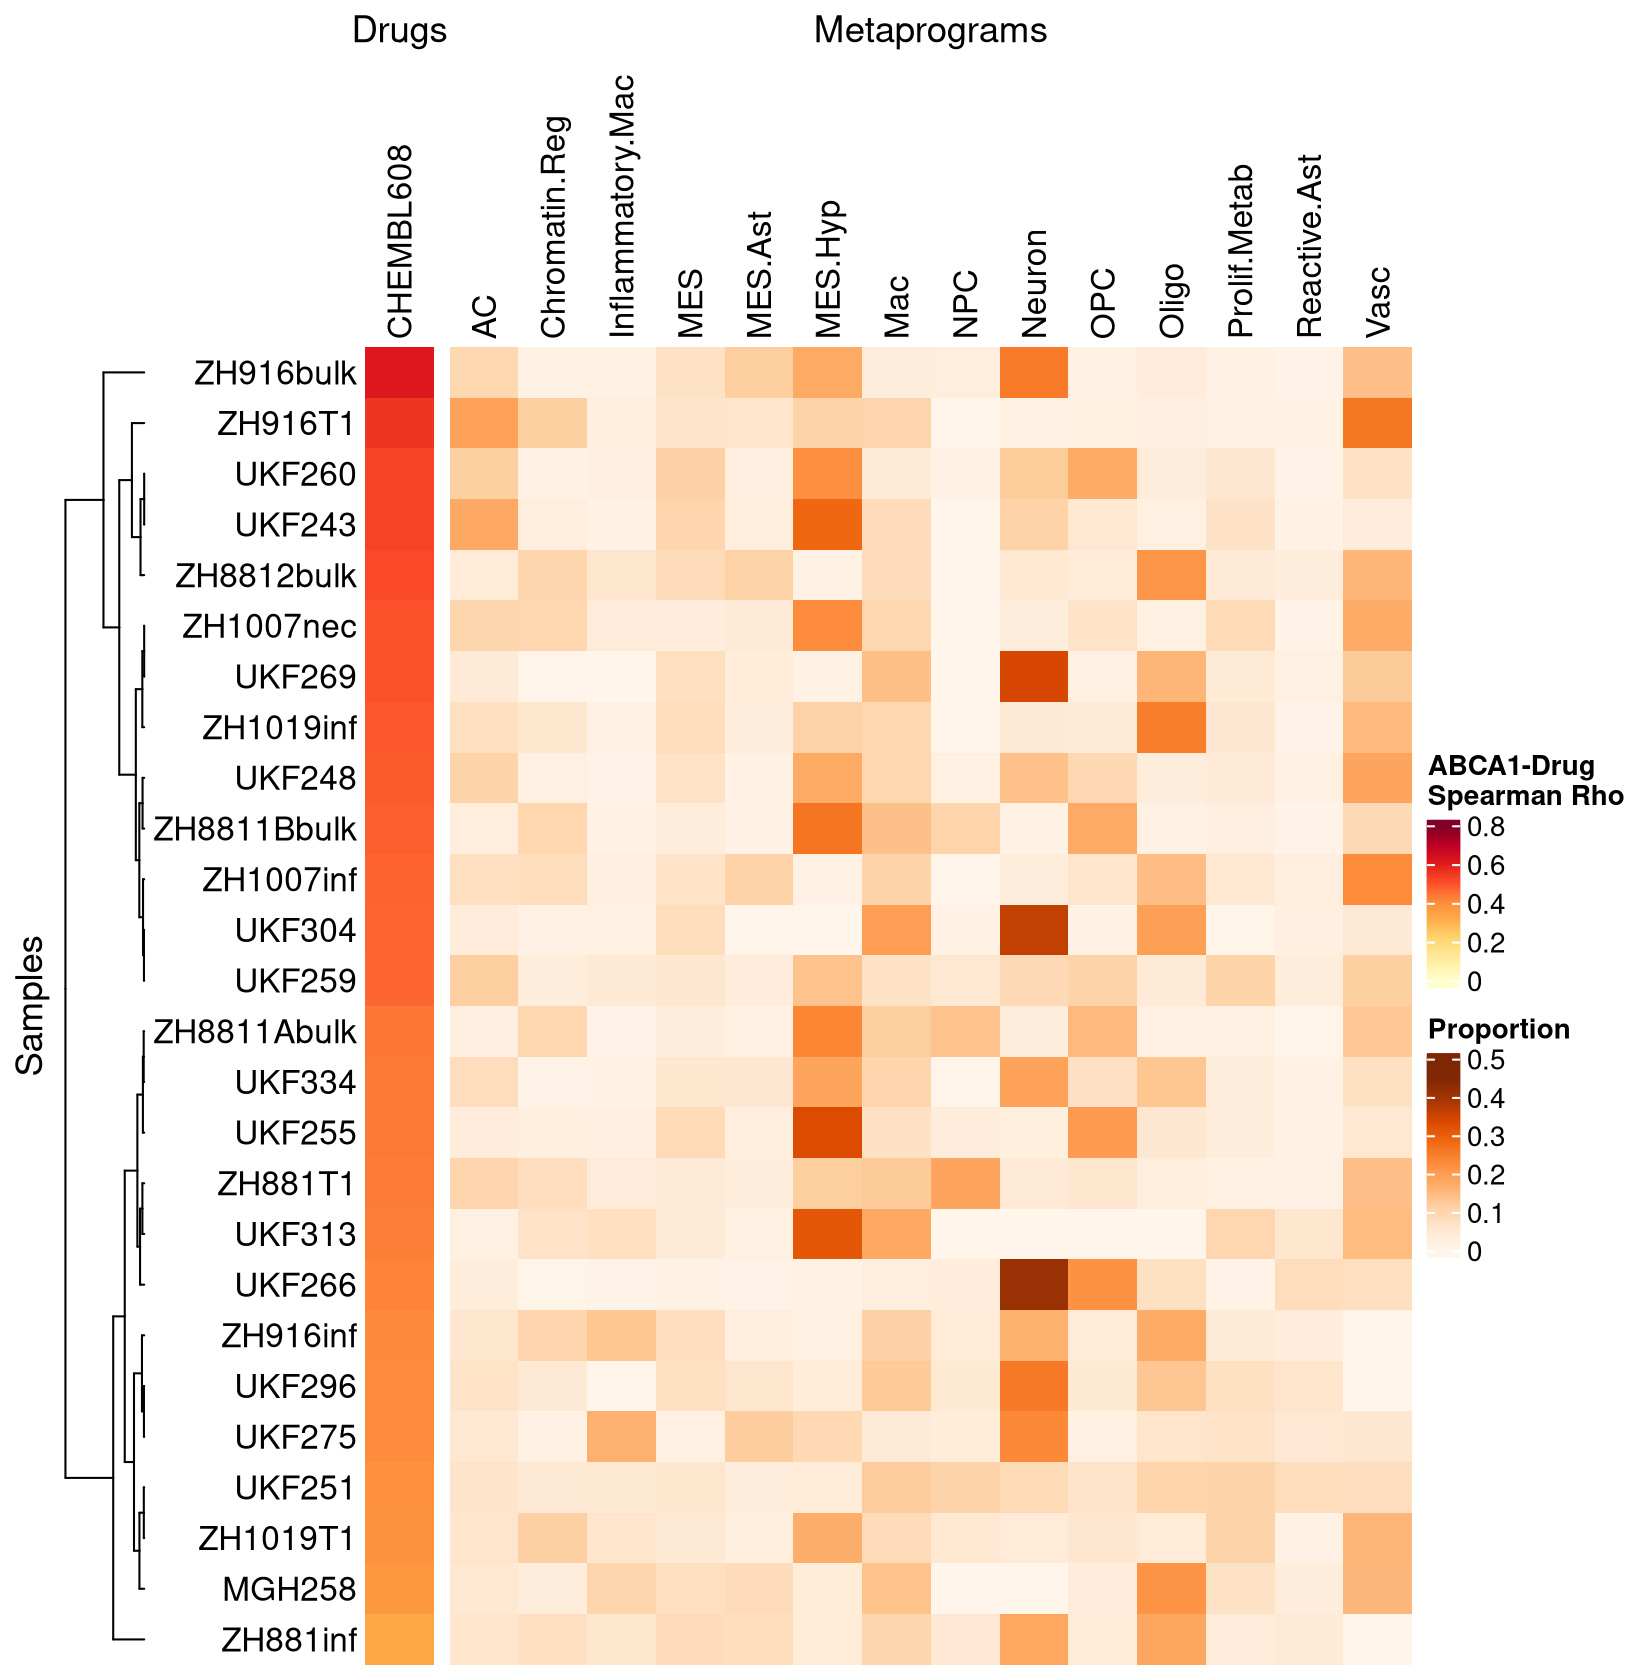 Drugs
Metaprograms
CHEMBL608
AC
Chromatin.Reg
Inflammatory.Mac
MES
MES.Ast
MES.Hyp
Mac
NPC
Neuron
OPC
Oligo
Prolif.Metab
Reactive.Ast
Vasc
Samples
ZH916bulk
ZH916T1
UKF260
UKF243
ZH8812bulk
ZH1007nec
UKF269
ZH1019inf
UKF248
ZH8811Bbulk
ZH1007inf
UKF304
UKF259
ZH8811Abulk
UKF334
UKF255
ZH881T1
UKF313
UKF266
ZH916inf
UKF296
UKF275
UKF251
ZH1019T1
MGH258
ZH881inf
ABCA1-Drug
Spearman Rho
0.8
0.6
0.4
0.2
0
Proportion
0.5
0.4
0.3
0.2
0.1
0